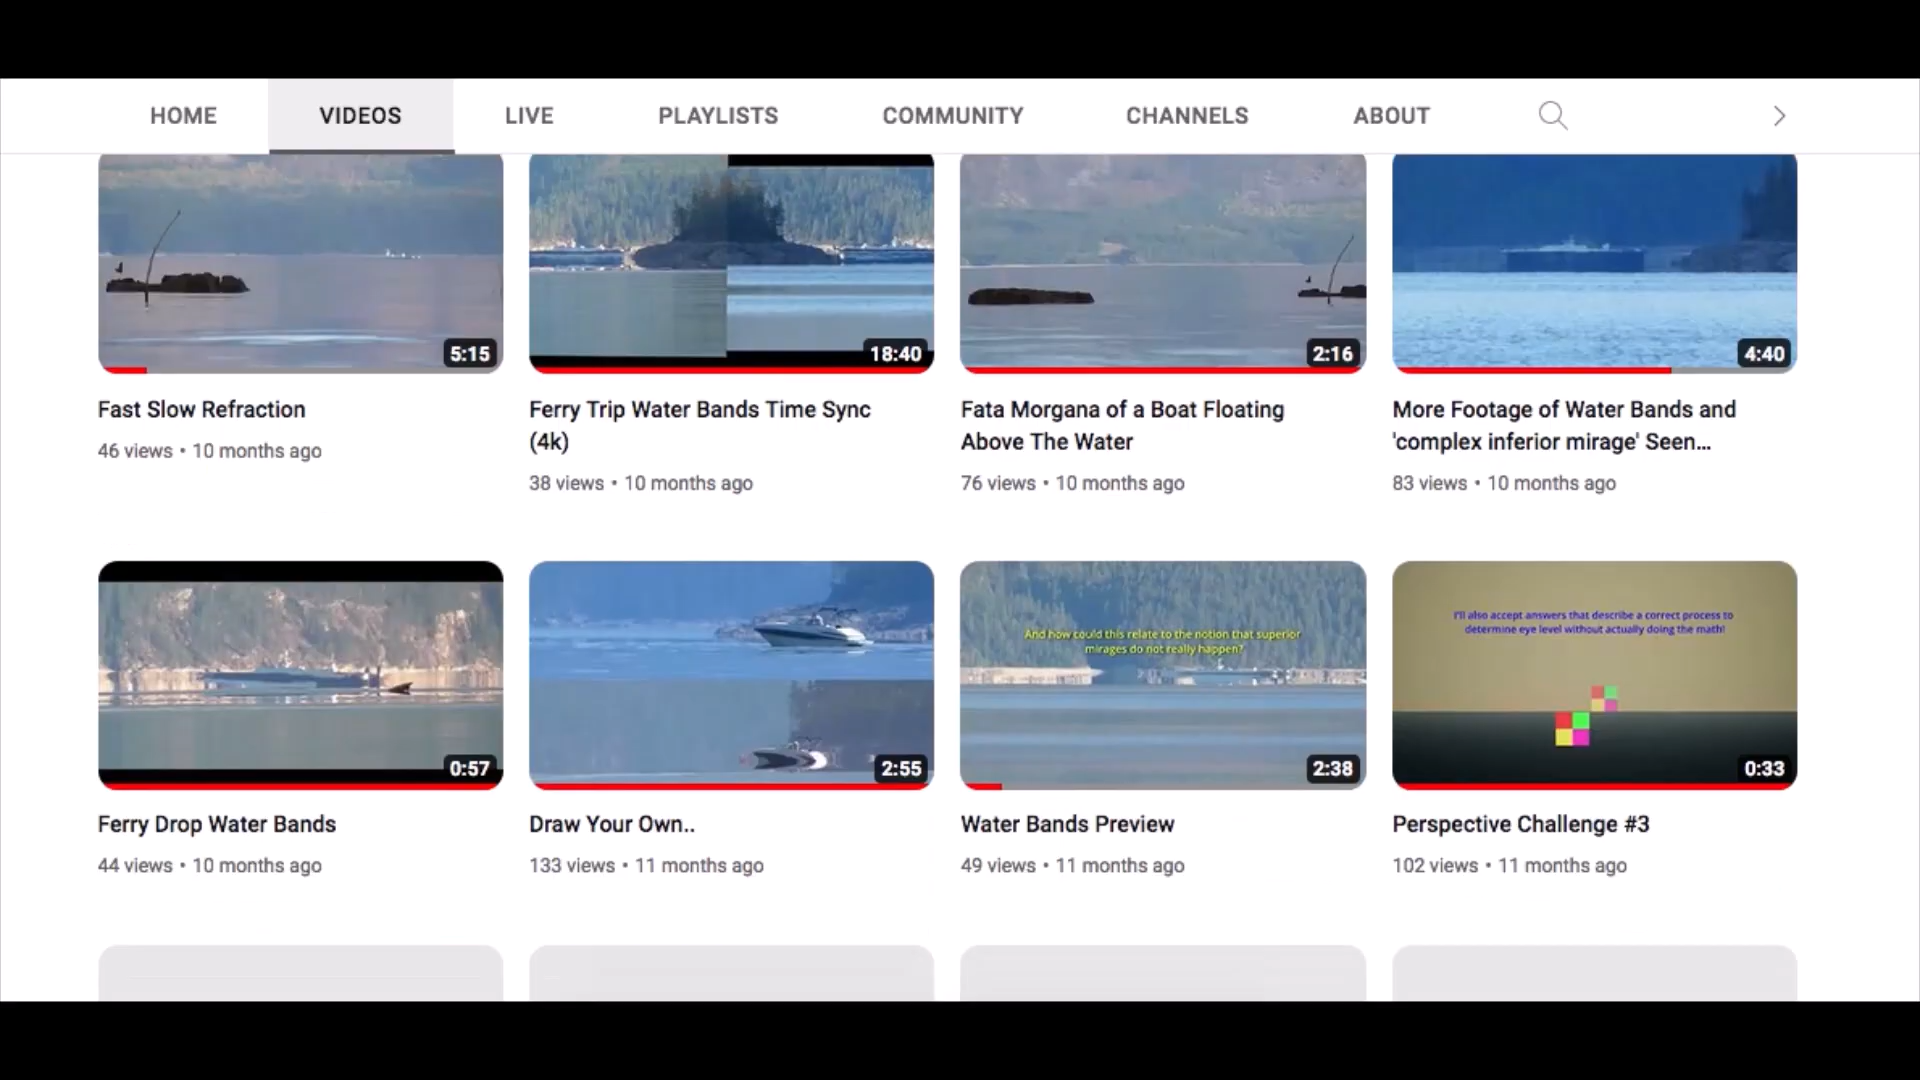 HOME VIDEOS LIVE PLAYLISTS COMMUNITY CHANNELS ABOUT
5:15
18:40
2:16
4:40
Fast Slow Refraction
46 views • 10 months ago
Ferry Trip Water Bands Time Sync
(4k)
38 views • 10 months ago
Fata Morgana of a Boat Floating
Above The Water
76 views • 10 months ago
More Footage of Water Bands and
'complex inferior mirage' Seen...
83 views • 10 months ago
0:57
2:55
And how could this relate to the notion that superior
mirages do not really happen?
2:38
I'll also accept answers that describe a correct process to
determine eye level without actually doing the math!
0:33
Ferry Drop Water Bands
44 views • 10 months ago
Draw Your Own..
133 views • 11 months ago
Water Bands Preview
49 views • 11 months ago
Perspective Challenge #3
102 views • 11 months ago